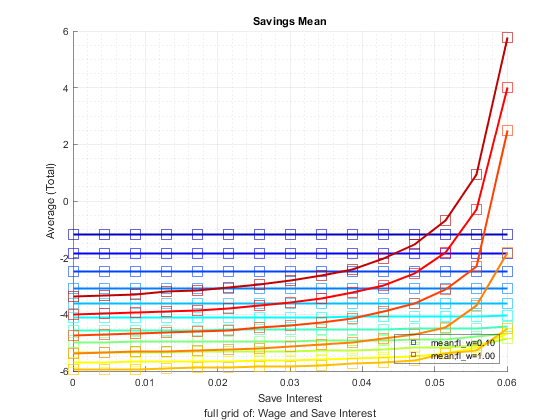 Savings Mean
6
4
2
0
-2
-4
-6
Average (Total)
0
0.01
0.02
0.03
0.04
0.05
0.06
mean;fl_w=0.10
mean;fl_w=1.00
Save Interest
full grid of: Wage and Save Interest